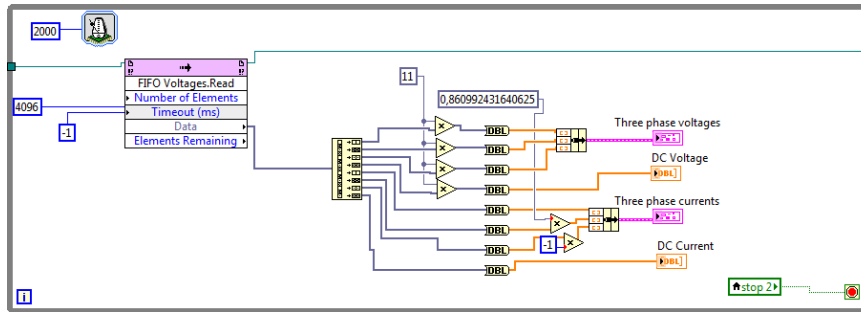 2000
FIFO Voltages.Read
Number of Elements
4096
Timeout (ms)
-1
Data
Elements Remaining
11
0,860992431640625
DBL
DBL
DBL
DBL
DBL
DBL
DBL
DBL
Three phase voltages
DC Voltage
DBL
Three phase currents
-1
DC Current
DBL
stop 2
i